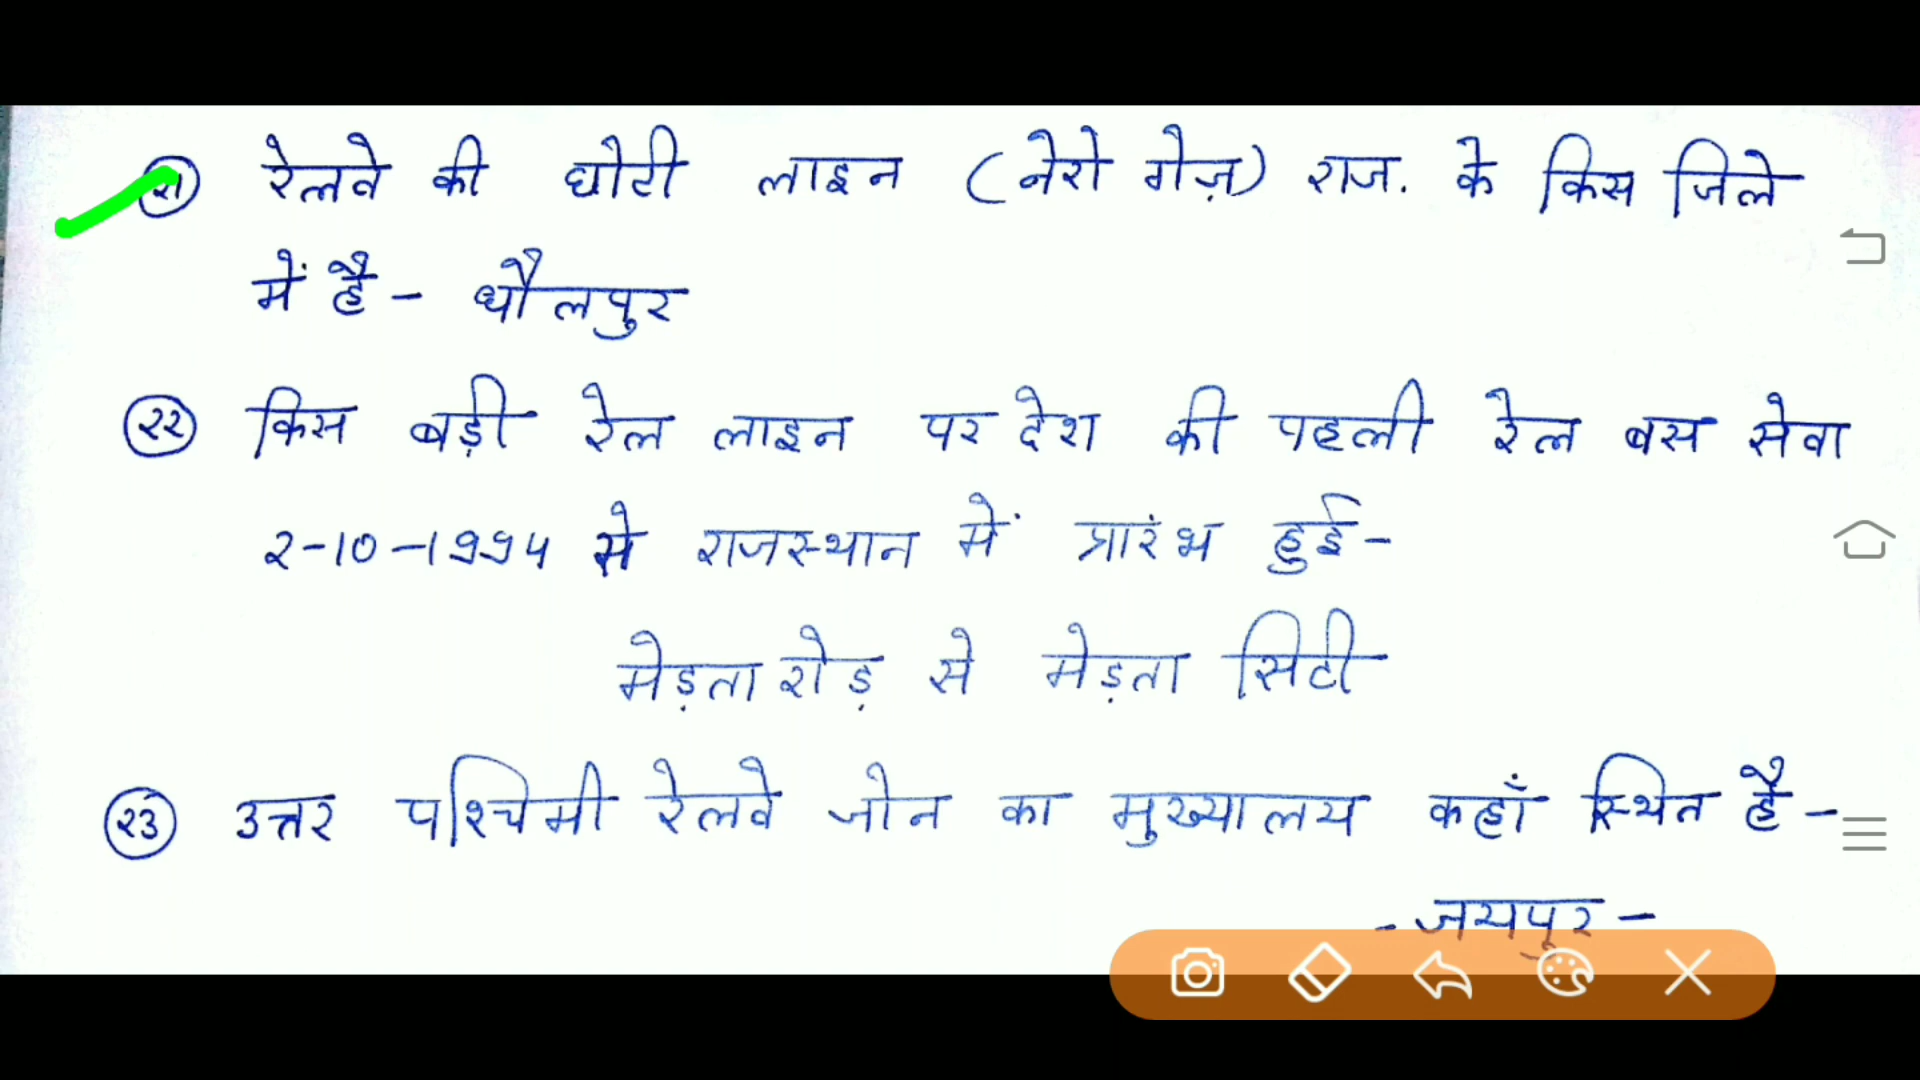 २१ रेलवे की छोटी लाइन (नेरो गेज़) राज. के किस जिले
में है - धौलपुर
२२ किस बड़ी रेल लाइन पर देश की पहली रेल बस सेवा
2-10-1994 से राजस्थान में प्रारंभ हुई-
मेड़ता रोड़ से मेड़ता सिटी
२३ उत्तर पश्चिमी रेलवे जोन का मुख्यालय कहाँ स्थित है -
- जयपुर -